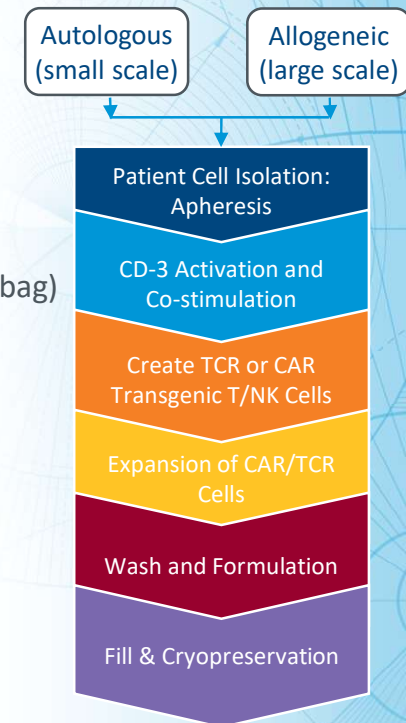 Autologous
(small scale)
Allogeneic
(large scale)
Patient Cell Isolation:
Apheresis
bag)
CD-3 Activation and
Co-stimulation
Create TCR or CAR
Transgenic T/NK Cells
Expansion of CAR/TCR
Cells
Wash and Formulation
Fill & Cryopreservation